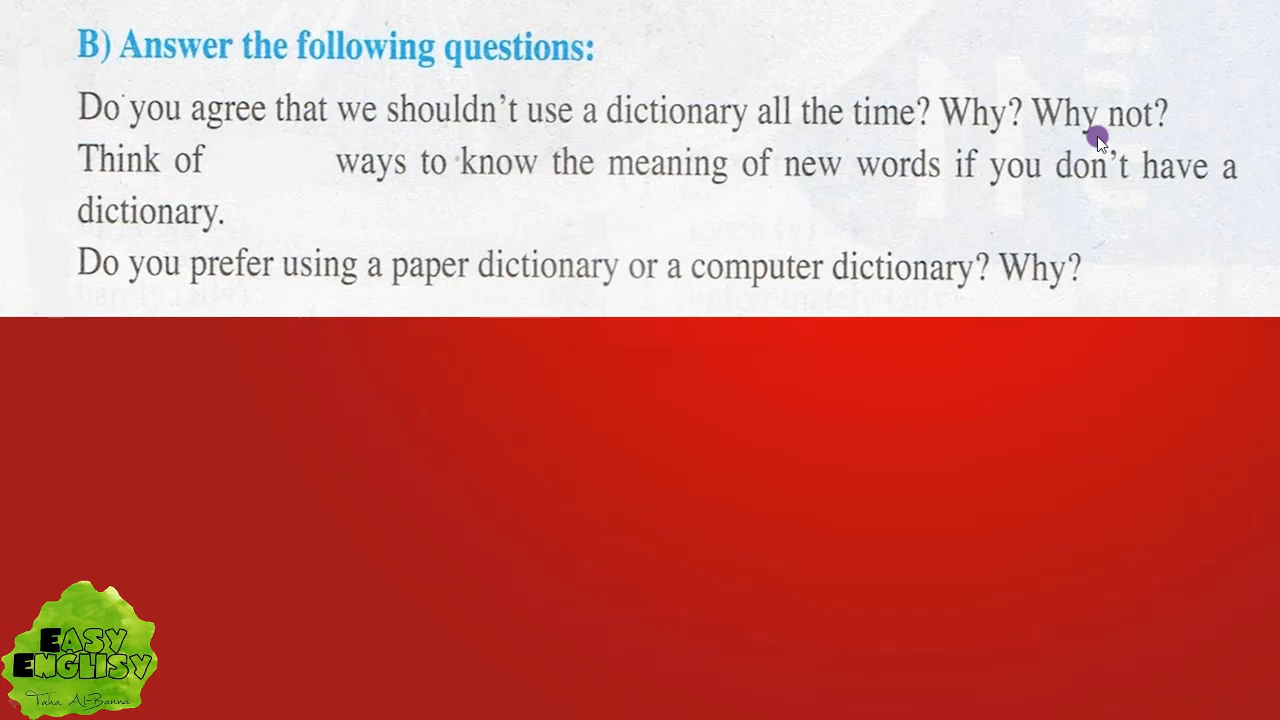 B) Answer the following questions:
Do you agree that we shouldn't use a dictionary all the time? Why? Why not?
Think of ways to know the meaning of new words if you don't have a
dictionary.
Do you prefer using a paper dictionary or a computer dictionary? Why?
EASY
ENGLISY
Taha Al-Banna